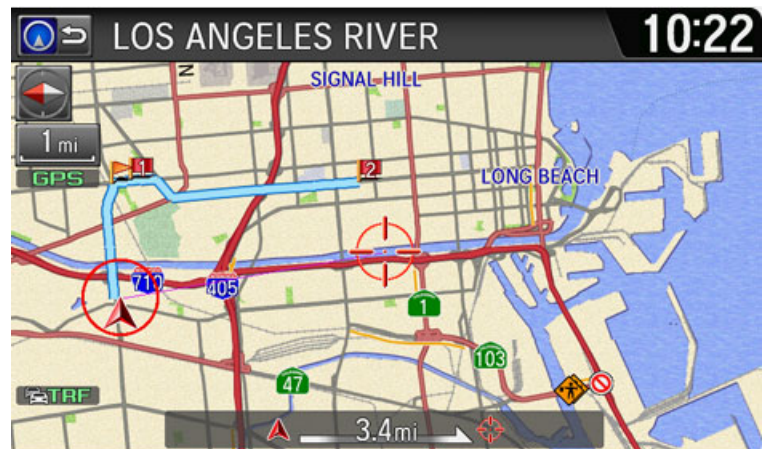 LOS ANGELES RIVER
10:22
N
SIGNAL HILL
1 mi
GPS
1
2
LONG BEACH
710
405
1
103
47
TRF
3.4mi